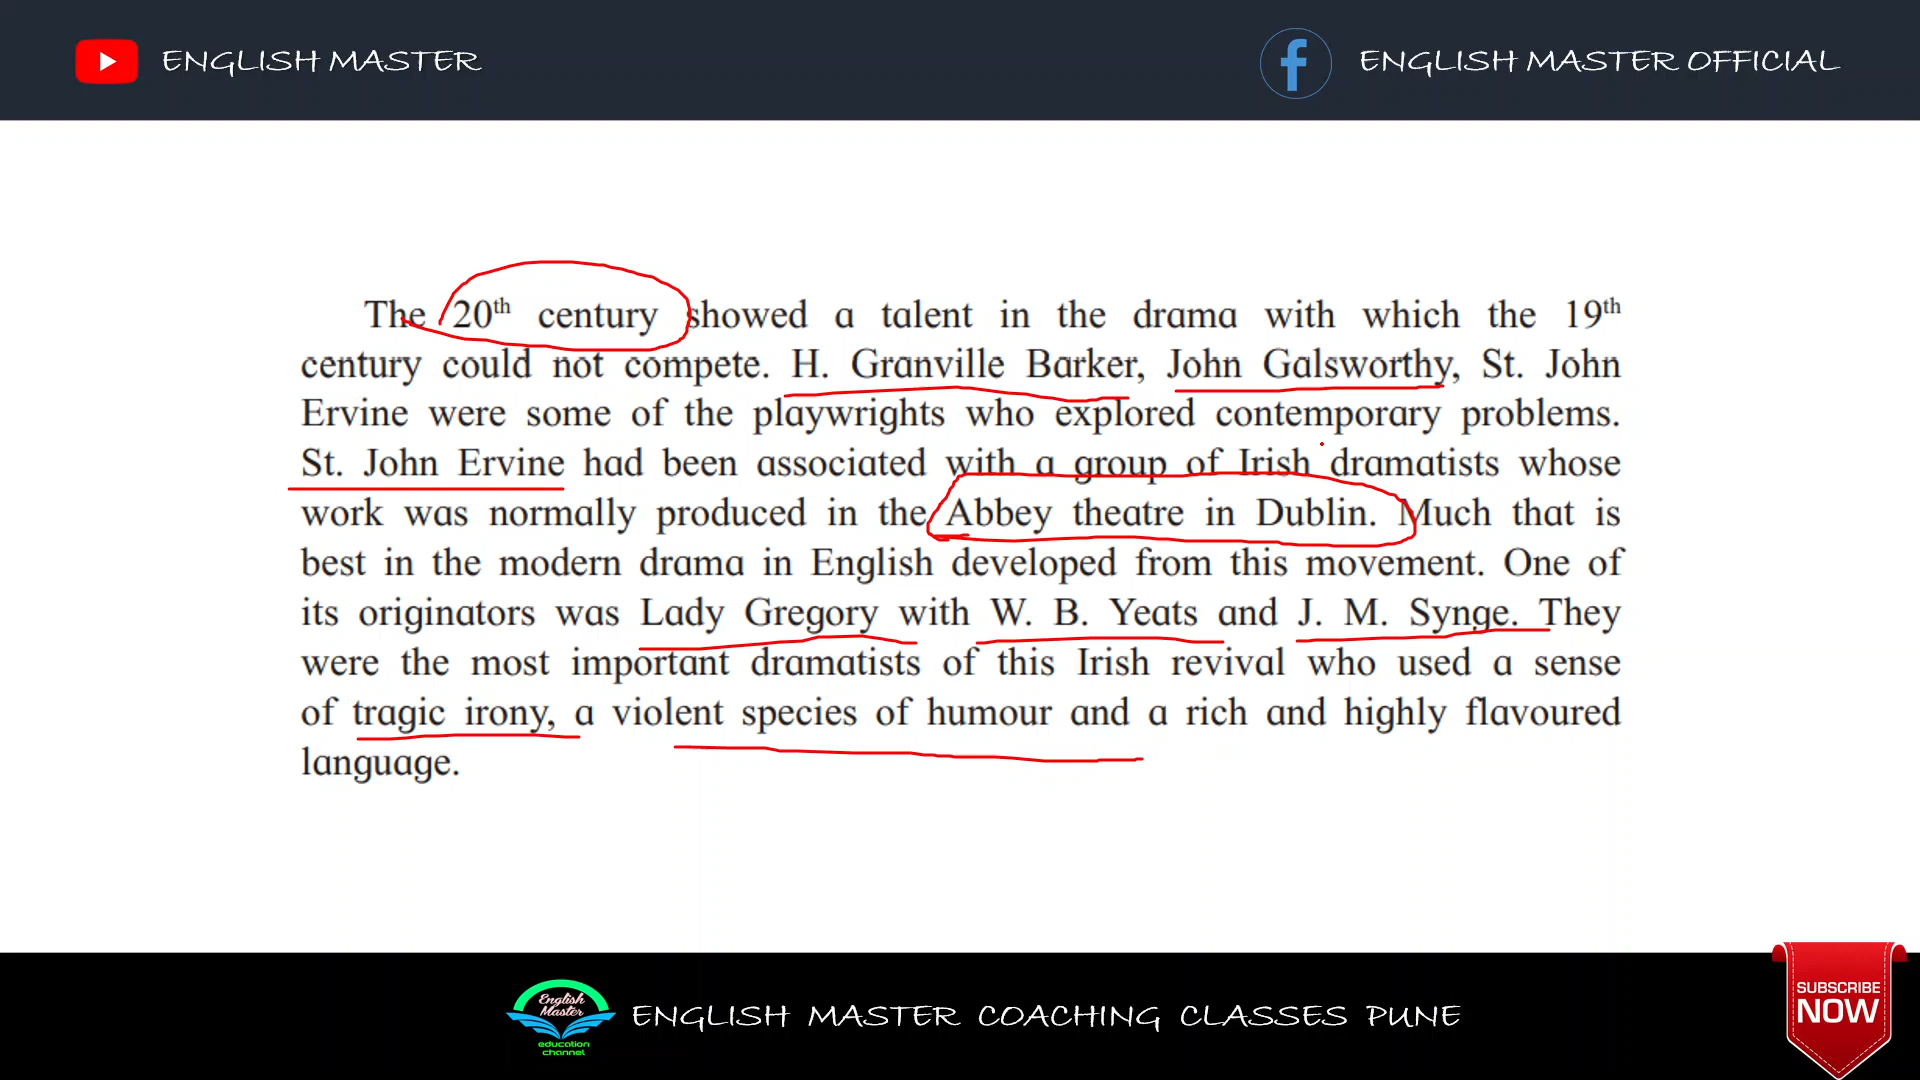 ENGLISH MASTER
ENGLISH MASTER OFFICIAL
The 20th century showed a talent in the drama with which the 19th
century could not compete. H. Granville Barker, John Galsworthy, St. John
Ervine were some of the playwrights who explored contemporary problems.
St. John Ervine had been associated with a group of Irish dramatists whose
work was normally produced in the Abbey theatre in Dublin. Much that is
best in the modern drama in English developed from this movement. One of
its originators was Lady Gregory with W. B. Yeats and J. M. Synge. They
were the most important dramatists of this Irish revival who used a sense
of tragic irony, a violent species of humour and a rich and highly flavoured
language.
English
Master
education
channel
ENGLISH MASTER COACHING CLASSES PUNE
SUBSCRIBE
NOW